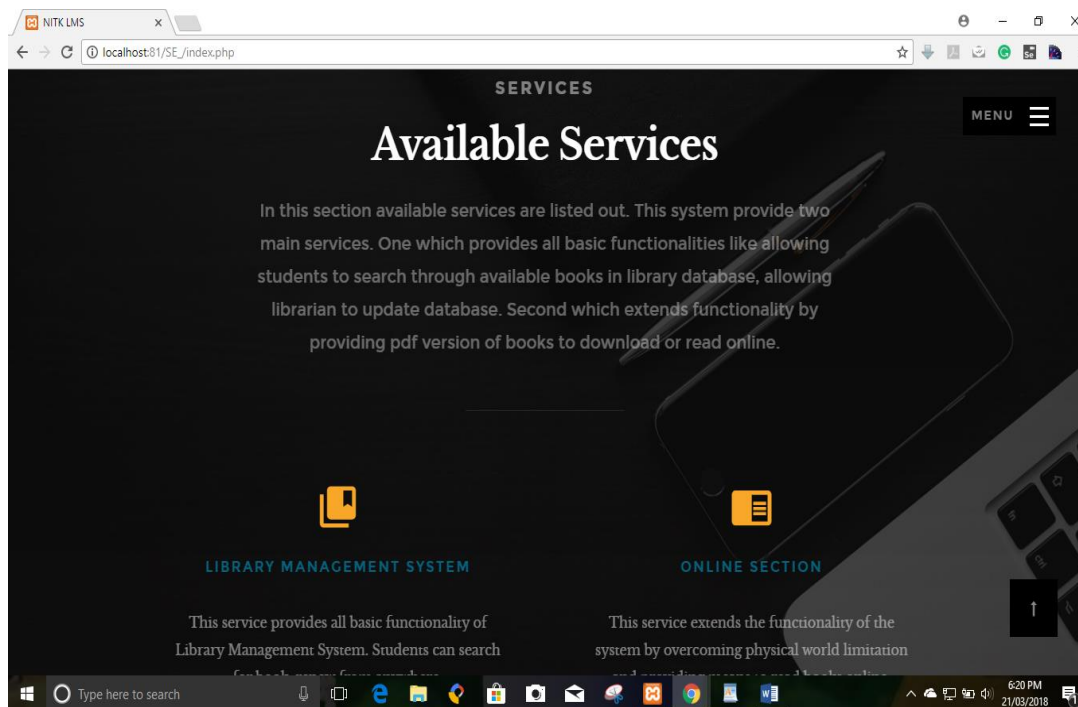 NITK LMS
localhost:81/SE_/index.php
SERVICES
MENU
Available Services
In this section available services are listed out. This system provide two
main services. One which provides all basic functionalities like allowing
students to search through available books in library database, allowing
librarian to update database. Second which extends functionality by
providing pdf version of books to download or read online.
LIBRARY MANAGEMENT SYSTEM
ONLINE SECTION
This service provides all basic functionality of
Library Management System. Students can search
This service extends the functionality of the
system by overcoming physical world limitation
Type here to search
6:20 PM
21/03/2018